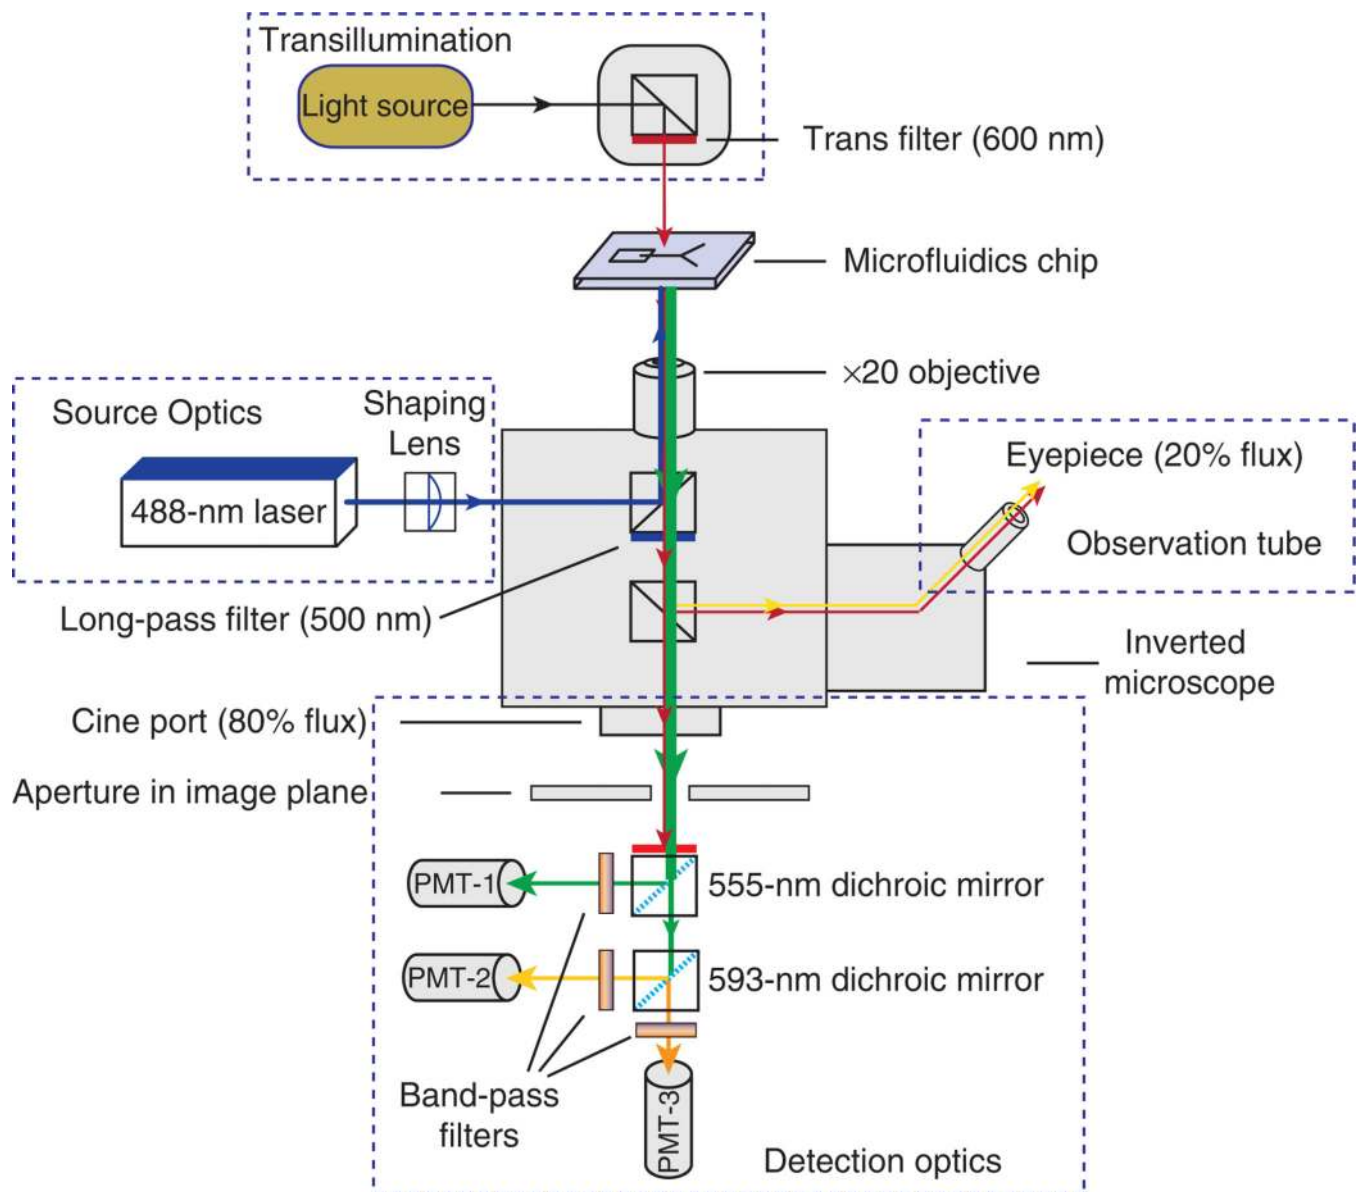 Transillumination
Light source
Trans filter (600 nm)
Microfluidics chip
×20 objective
Source Optics
Shaping
Lens
488-nm laser
Eyepiece (20% flux)
Observation tube
Long-pass filter (500 nm)
Inverted
microscope
Cine port (80% flux)
Aperture in image plane
PMT-1
555-nm dichroic mirror
PMT-2
593-nm dichroic mirror
Band-pass
filters
PMT-3
Detection optics